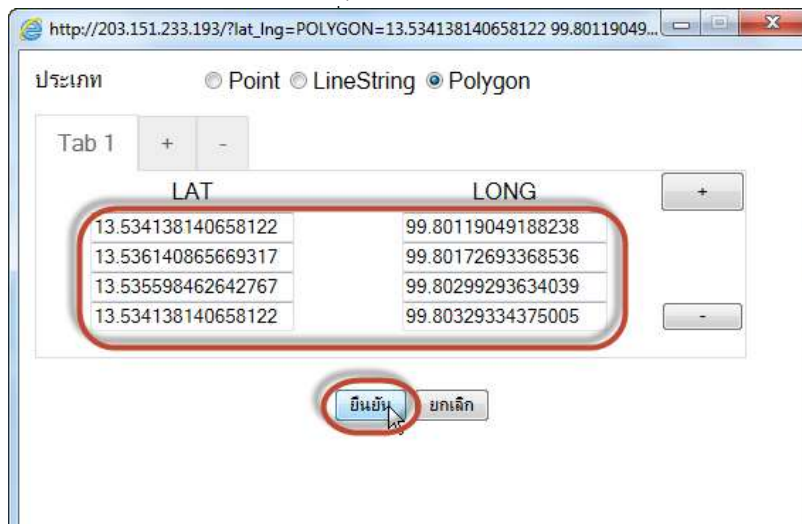 http://203.151.233.193/?lat_lng=POLYGON=13.534138140658122 99.80119049...
ประเภท Point LineString Polygon
Tab 1 + -
LAT LONG +
13.534138140658122 99.80119049188238
13.536140865669317 99.80172693368536
13.535598462642767 99.80299293634039
13.534138140658122 99.80329334375005 -
ยืนยัน ยกเลิก